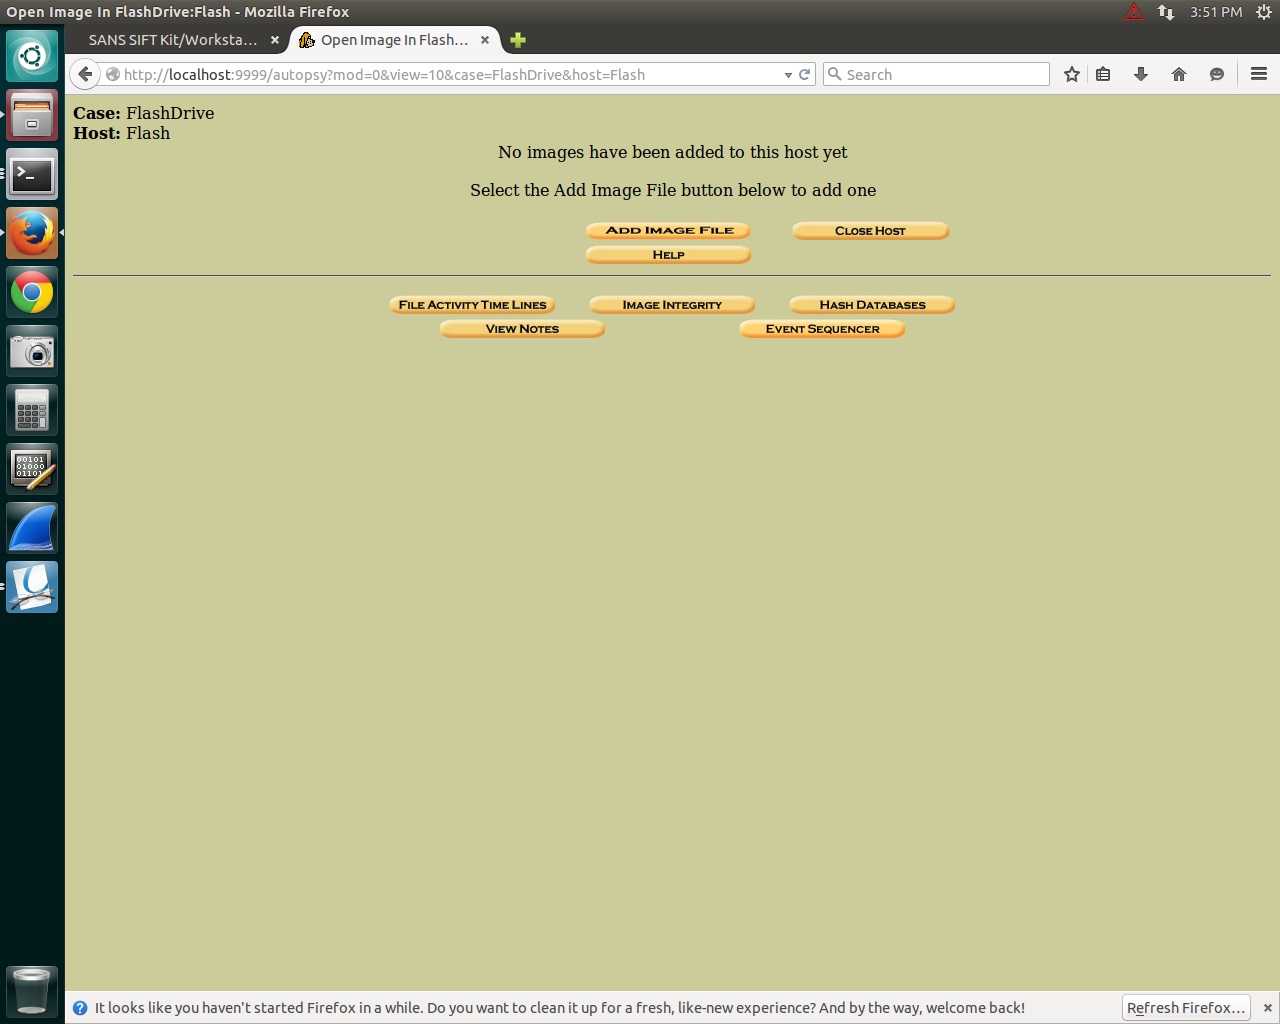 Open Image In FlashDrive:Flash - Mozilla Firefox
3:51 PM
SANS SIFT Kit/Worksta...
Open Image In Flash...
http://localhost:9999/autopsy?mod=0&view=10&case=FlashDrive&host=Flash
Search
Case: FlashDrive
Host: Flash
No images have been added to this host yet
Select the Add Image File button below to add one
ADD IMAGE FILE
CLOSE HOST
HELP
FILE ACTIVITY TIME LINES
IMAGE INTEGRITY
HASH DATABASES
VIEW NOTES
EVENT SEQUENCER
It looks like you haven't started Firefox in a while. Do you want to clean it up for a fresh, like-new experience? And by the way, welcome back!
Refresh Firefox...